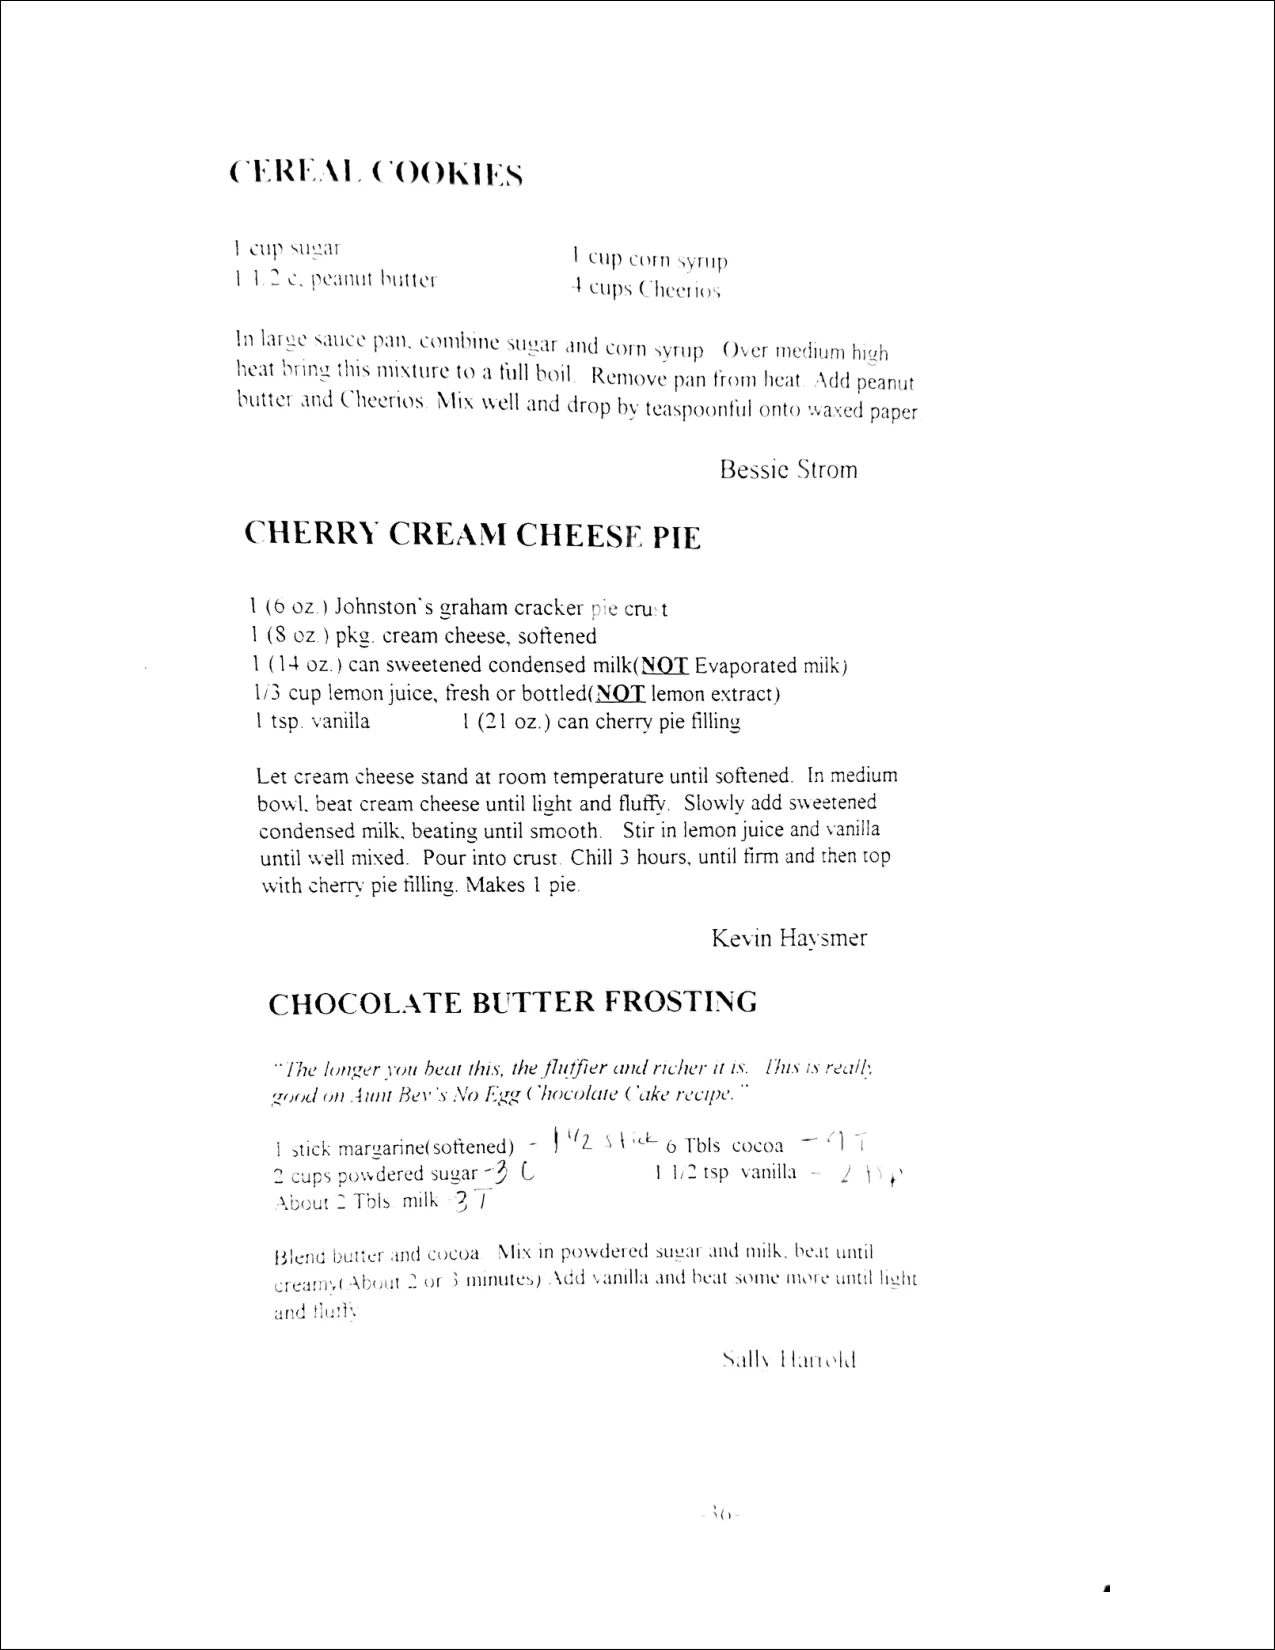 CEREAL COOKIES
1 cup sugar 1 cup corn syrup
1 1/2 c. peanut butter 4 cups Cheerios
In large sauce pan, combine sugar and corn syrup Over medium high
heat bring this mixture to a full boil. Remove pan from heat. Add peanut
butter and Cheerios. Mix well and drop by teaspoonful onto waxed paper
Bessie Strom
CHERRY CREAM CHEESE PIE
1 (6 oz.) Johnston's graham cracker pie crust
1 (8 oz.) pkg. cream cheese, softened
1 (14 oz.) can sweetened condensed milk(NOT Evaporated milk)
1/3 cup lemon juice, fresh or bottled(NOT lemon extract)
1 tsp. vanilla 1 (21 oz.) can cherry pie filling
Let cream cheese stand at room temperature until softened. In medium
bowl, beat cream cheese until light and fluffy. Slowly add sweetened
condensed milk, beating until smooth. Stir in lemon juice and vanilla
until well mixed. Pour into crust. Chill 3 hours, until firm and then top
with cherry pie filling. Makes 1 pie.
Kevin Haysmer
CHOCOLATE BUTTER FROSTING
"The longer you beat this, the fluffier and richer it is. This is really
good on Aunt Bev's No Egg Chocolate Cake recipe."
1 stick margarine(softened) - 1 1/2 stick 6 Tbls cocoa - 9 T
2 cups powdered sugar - 3 C 1 1/2 tsp vanilla - 2 tsp
About 2 Tbls. milk - 3 T
Blend butter and cocoa Mix in powdered sugar and milk, beat until
creamy(About 2 or 3 minutes) Add vanilla and beat some more until light
and fluffy
Sally Harrold
-36-